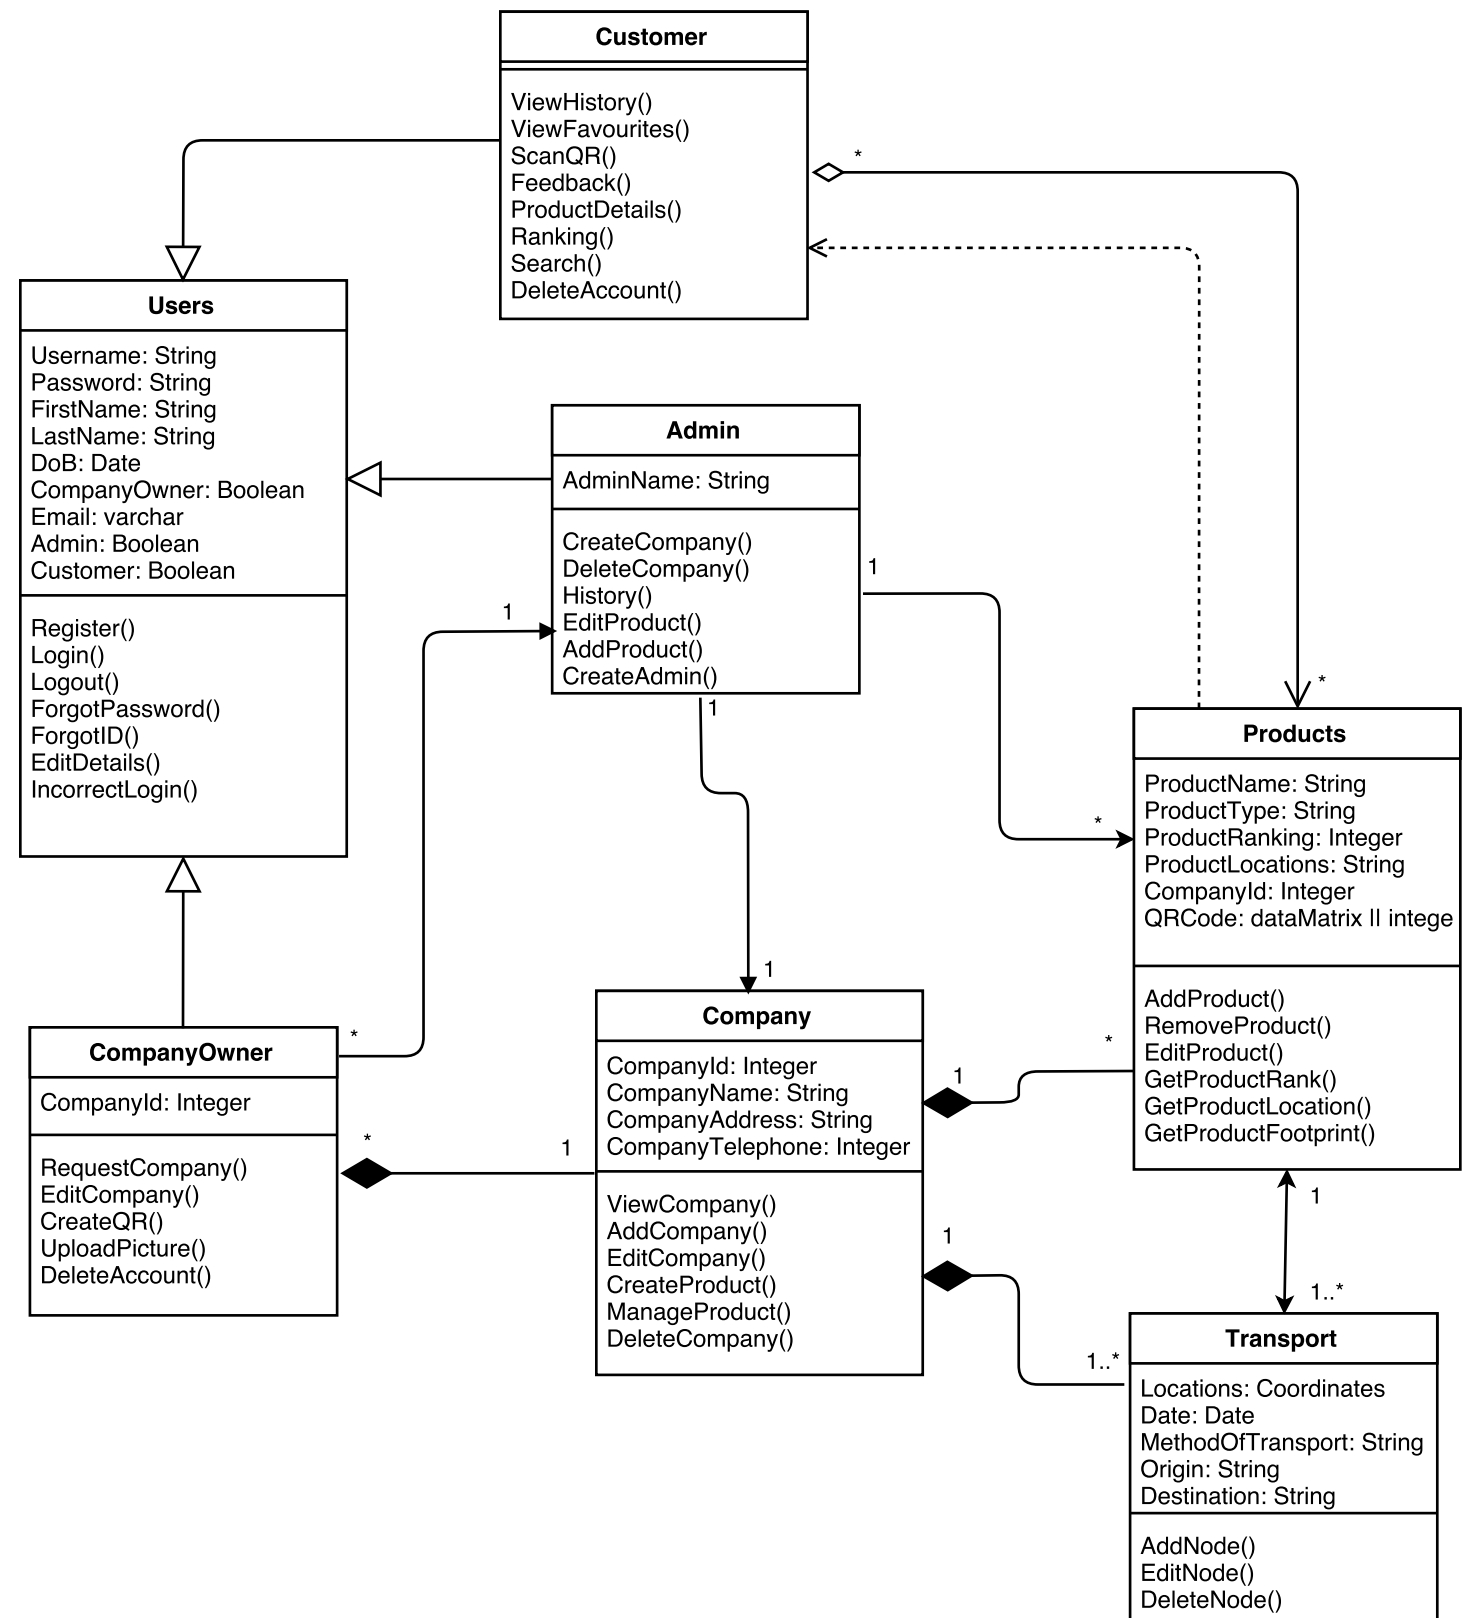 Customer
ViewHistory()
ViewFavourites()
ScanQR()
Feedback()
ProductDetails()
Ranking()
Search()
DeleteAccount()
*
Users
Username: String
Password: String
FirstName: String
LastName: String
DoB: Date
CompanyOwner: Boolean
Email: varchar
Admin: Boolean
Customer: Boolean
Register()
Login()
Logout()
ForgotPassword()
ForgotID()
EditDetails()
IncorrectLogin()
Admin
AdminName: String
CreateCompany()
DeleteCompany()
History()
EditProduct()
AddProduct()
CreateAdmin()
1
1
1
*
*
Products
ProductName: String
ProductType: String
ProductRanking: Integer
ProductLocations: String
CompanyId: Integer
QRCode: dataMatrix || intege
AddProduct()
RemoveProduct()
EditProduct()
GetProductRank()
GetProductLocation()
GetProductFootprint()
CompanyOwner
CompanyId: Integer
RequestCompany()
EditCompany()
CreateQR()
UploadPicture()
DeleteAccount()
*
*
1
1
Company
CompanyId: Integer
CompanyName: String
CompanyAddress: String
CompanyTelephone: Integer
ViewCompany()
AddCompany()
EditCompany()
CreateProduct()
ManageProduct()
DeleteCompany()
1
*
1
1..*
1
1..*
Transport
Locations: Coordinates
Date: Date
MethodOfTransport: String
Origin: String
Destination: String
AddNode()
EditNode()
DeleteNode()